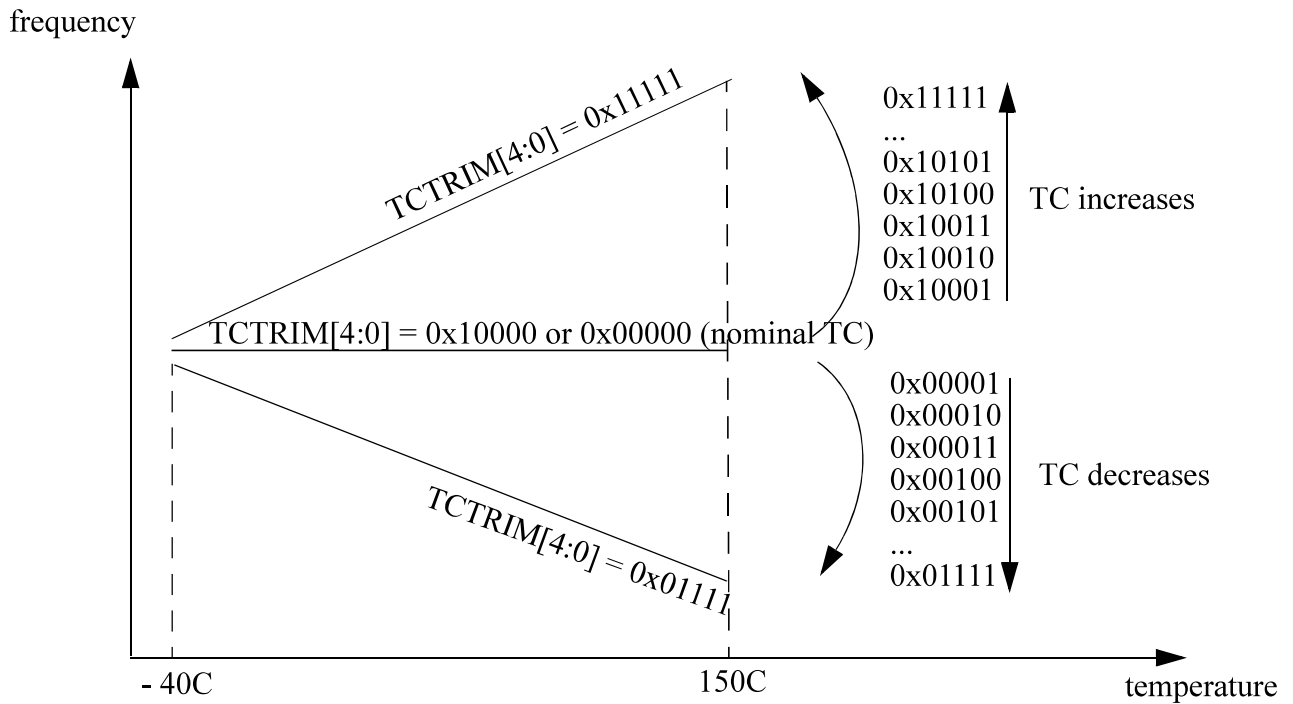 frequency
TCTRIM[4:0] = 0x11111
0x11111
...
0x10101
0x10100
0x10011
0x10010
0x10001
TC increases
TCTRIM[4:0] = 0x10000 or 0x00000 (nominal TC)
0x00001
0x00010
0x00011
0x00100
0x00101
...
0x01111
TC decreases
TCTRIM[4:0] = 0x01111
- 40C
150C
temperature